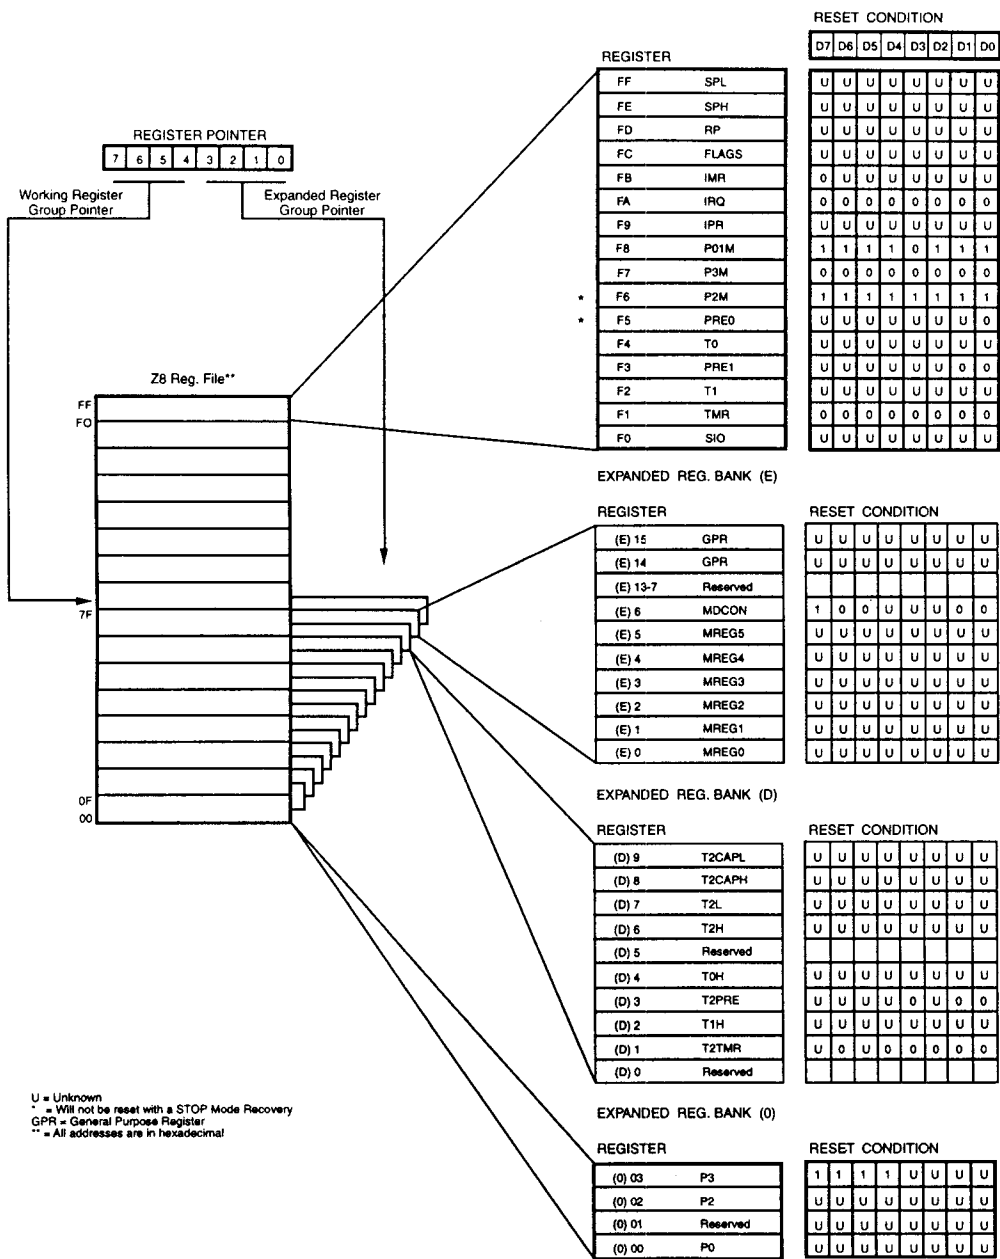 RESET CONDITION
D7 D6 D5 D4 D3 D2 D1 D0
REGISTER
FF SPL U U U U U U U U
FE SPH U U U U U U U U
FD RP U U U U U U U U
FC FLAGS U U U U U U U U
FB IMR 0 U U U U U U U
FA IRQ 0 0 0 0 0 0 0 0
F9 IPR U U U U U U U U
F8 P01M 1 1 1 1 0 1 1 1
F7 P3M 0 0 0 0 0 0 0 0
* F6 P2M 1 1 1 1 1 1 1 1
* F5 PRE0 U U U U U U U 0
F4 T0 U U U U U U U U
F3 PRE1 U U U U U U 0 0
F2 T1 U U U U U U U U
F1 TMR 0 0 0 0 0 0 0 0
F0 SIO U U U U U U U U
REGISTER POINTER
7 6 5 4 3 2 1 0
Working Register
Group Pointer
Expanded Register
Group Pointer
Z8 Reg. File**
FF
FO
7F
0F
00
EXPANDED REG. BANK (E)
REGISTER RESET CONDITION
(E) 15 GPR U U U U U U U U
(E) 14 GPR U U U U U U U U
(E) 13-7 Reserved
(E) 6 MDCON 1 0 0 U U U 0 0
(E) 5 MREG5 U U U U U U U U
(E) 4 MREG4 U U U U U U U U
(E) 3 MREG3 U U U U U U U U
(E) 2 MREG2 U U U U U U U U
(E) 1 MREG1 U U U U U U U U
(E) 0 MREG0 U U U U U U U U
EXPANDED REG. BANK (D)
REGISTER RESET CONDITION
(D) 9 T2CAPL U U U U U U U U
(D) 8 T2CAPH U U U U U U U U
(D) 7 T2L U U U U U U U U
(D) 6 T2H U U U U U U U U
(D) 5 Reserved
(D) 4 T0H U U U U U U U U
(D) 3 T2PRE U U U U 0 U 0 0
(D) 2 T1H U U U U U U U U
(D) 1 T2TMR U 0 U 0 0 0 0 0
(D) 0 Reserved
EXPANDED REG. BANK (0)
REGISTER RESET CONDITION
(0) 03 P3 1 1 1 1 U U U U
(0) 02 P2 U U U U U U U U
(0) 01 Reserved U U U U U U U U
(0) 00 P0 U U U U U U U U
U = Unknown
* = Will not be reset with a STOP Mode Recovery
GPR = General Purpose Register
** = All addresses are in hexadecimal